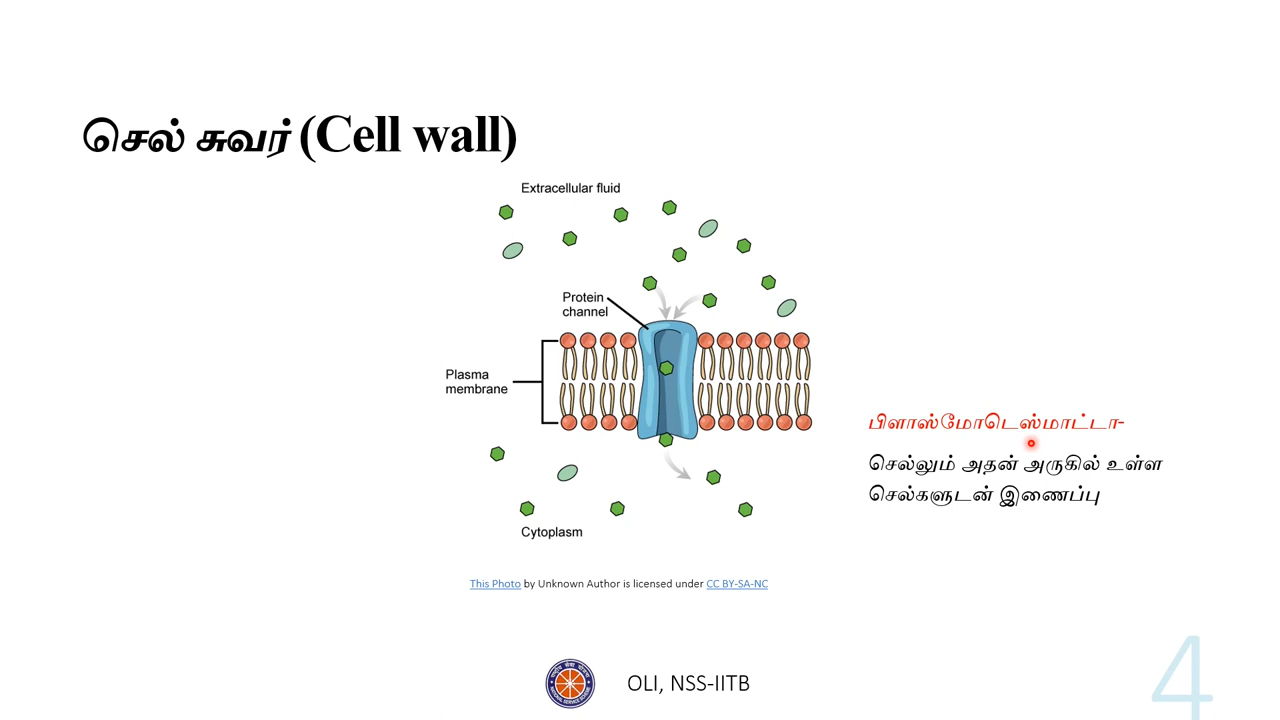 செல் சுவர் (Cell wall)
Extracellular fluid
Protein
channel
Plasma
membrane
பிளாஸ்மோடெஸ்மாட்டா-
செல்லும் அதன் அருகில் உள்ள
செல்களுடன் இணைப்பு
Cytoplasm
This Photo by Unknown Author is licensed under CC BY-SA-NC
OLI, NSS-IITB
4